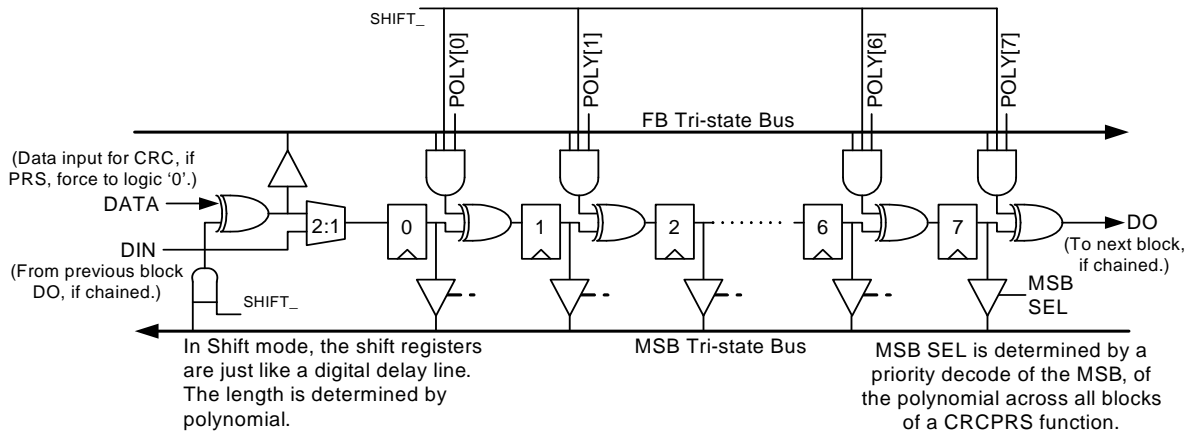 SHIFT_
POLY[0]
POLY[1]
POLY[6]
POLY[7]
FB Tri-state Bus
(Data input for CRC, if
PRS, force to logic ‘0’.)
DATA
DIN
(From previous block
DO, if chained.)
2:1
0
1
2
6
7
DO
(To next block,
if chained.)
SHIFT_
MSB
SEL
MSB Tri-state Bus
In Shift mode, the shift registers
are just like a digital delay line.
The length is determined by
polynomial.
MSB SEL is determined by a
priority decode of the MSB, of
the polynomial across all blocks
of a CRCPRS function.